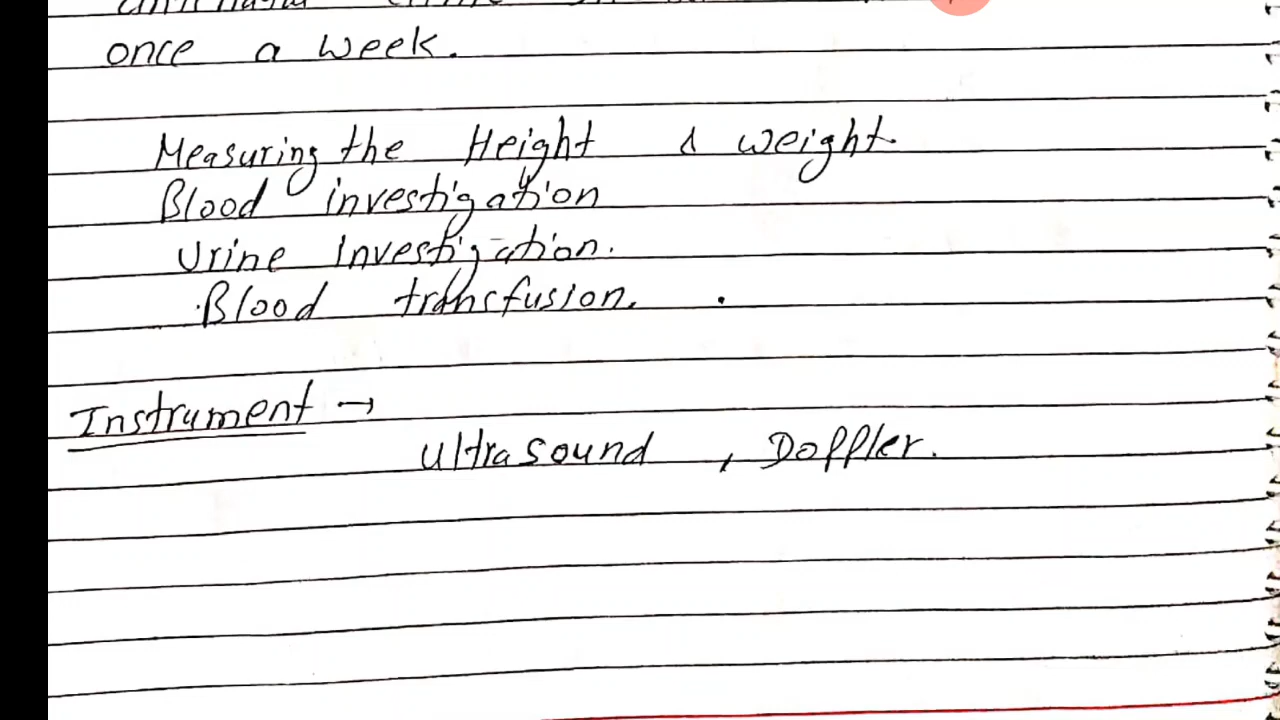 once a week.
Measuring the Height & weight.
Blood investigation
Urine investigation.
Blood transfusion.
Instrument →
Ultrasound , Doppler.